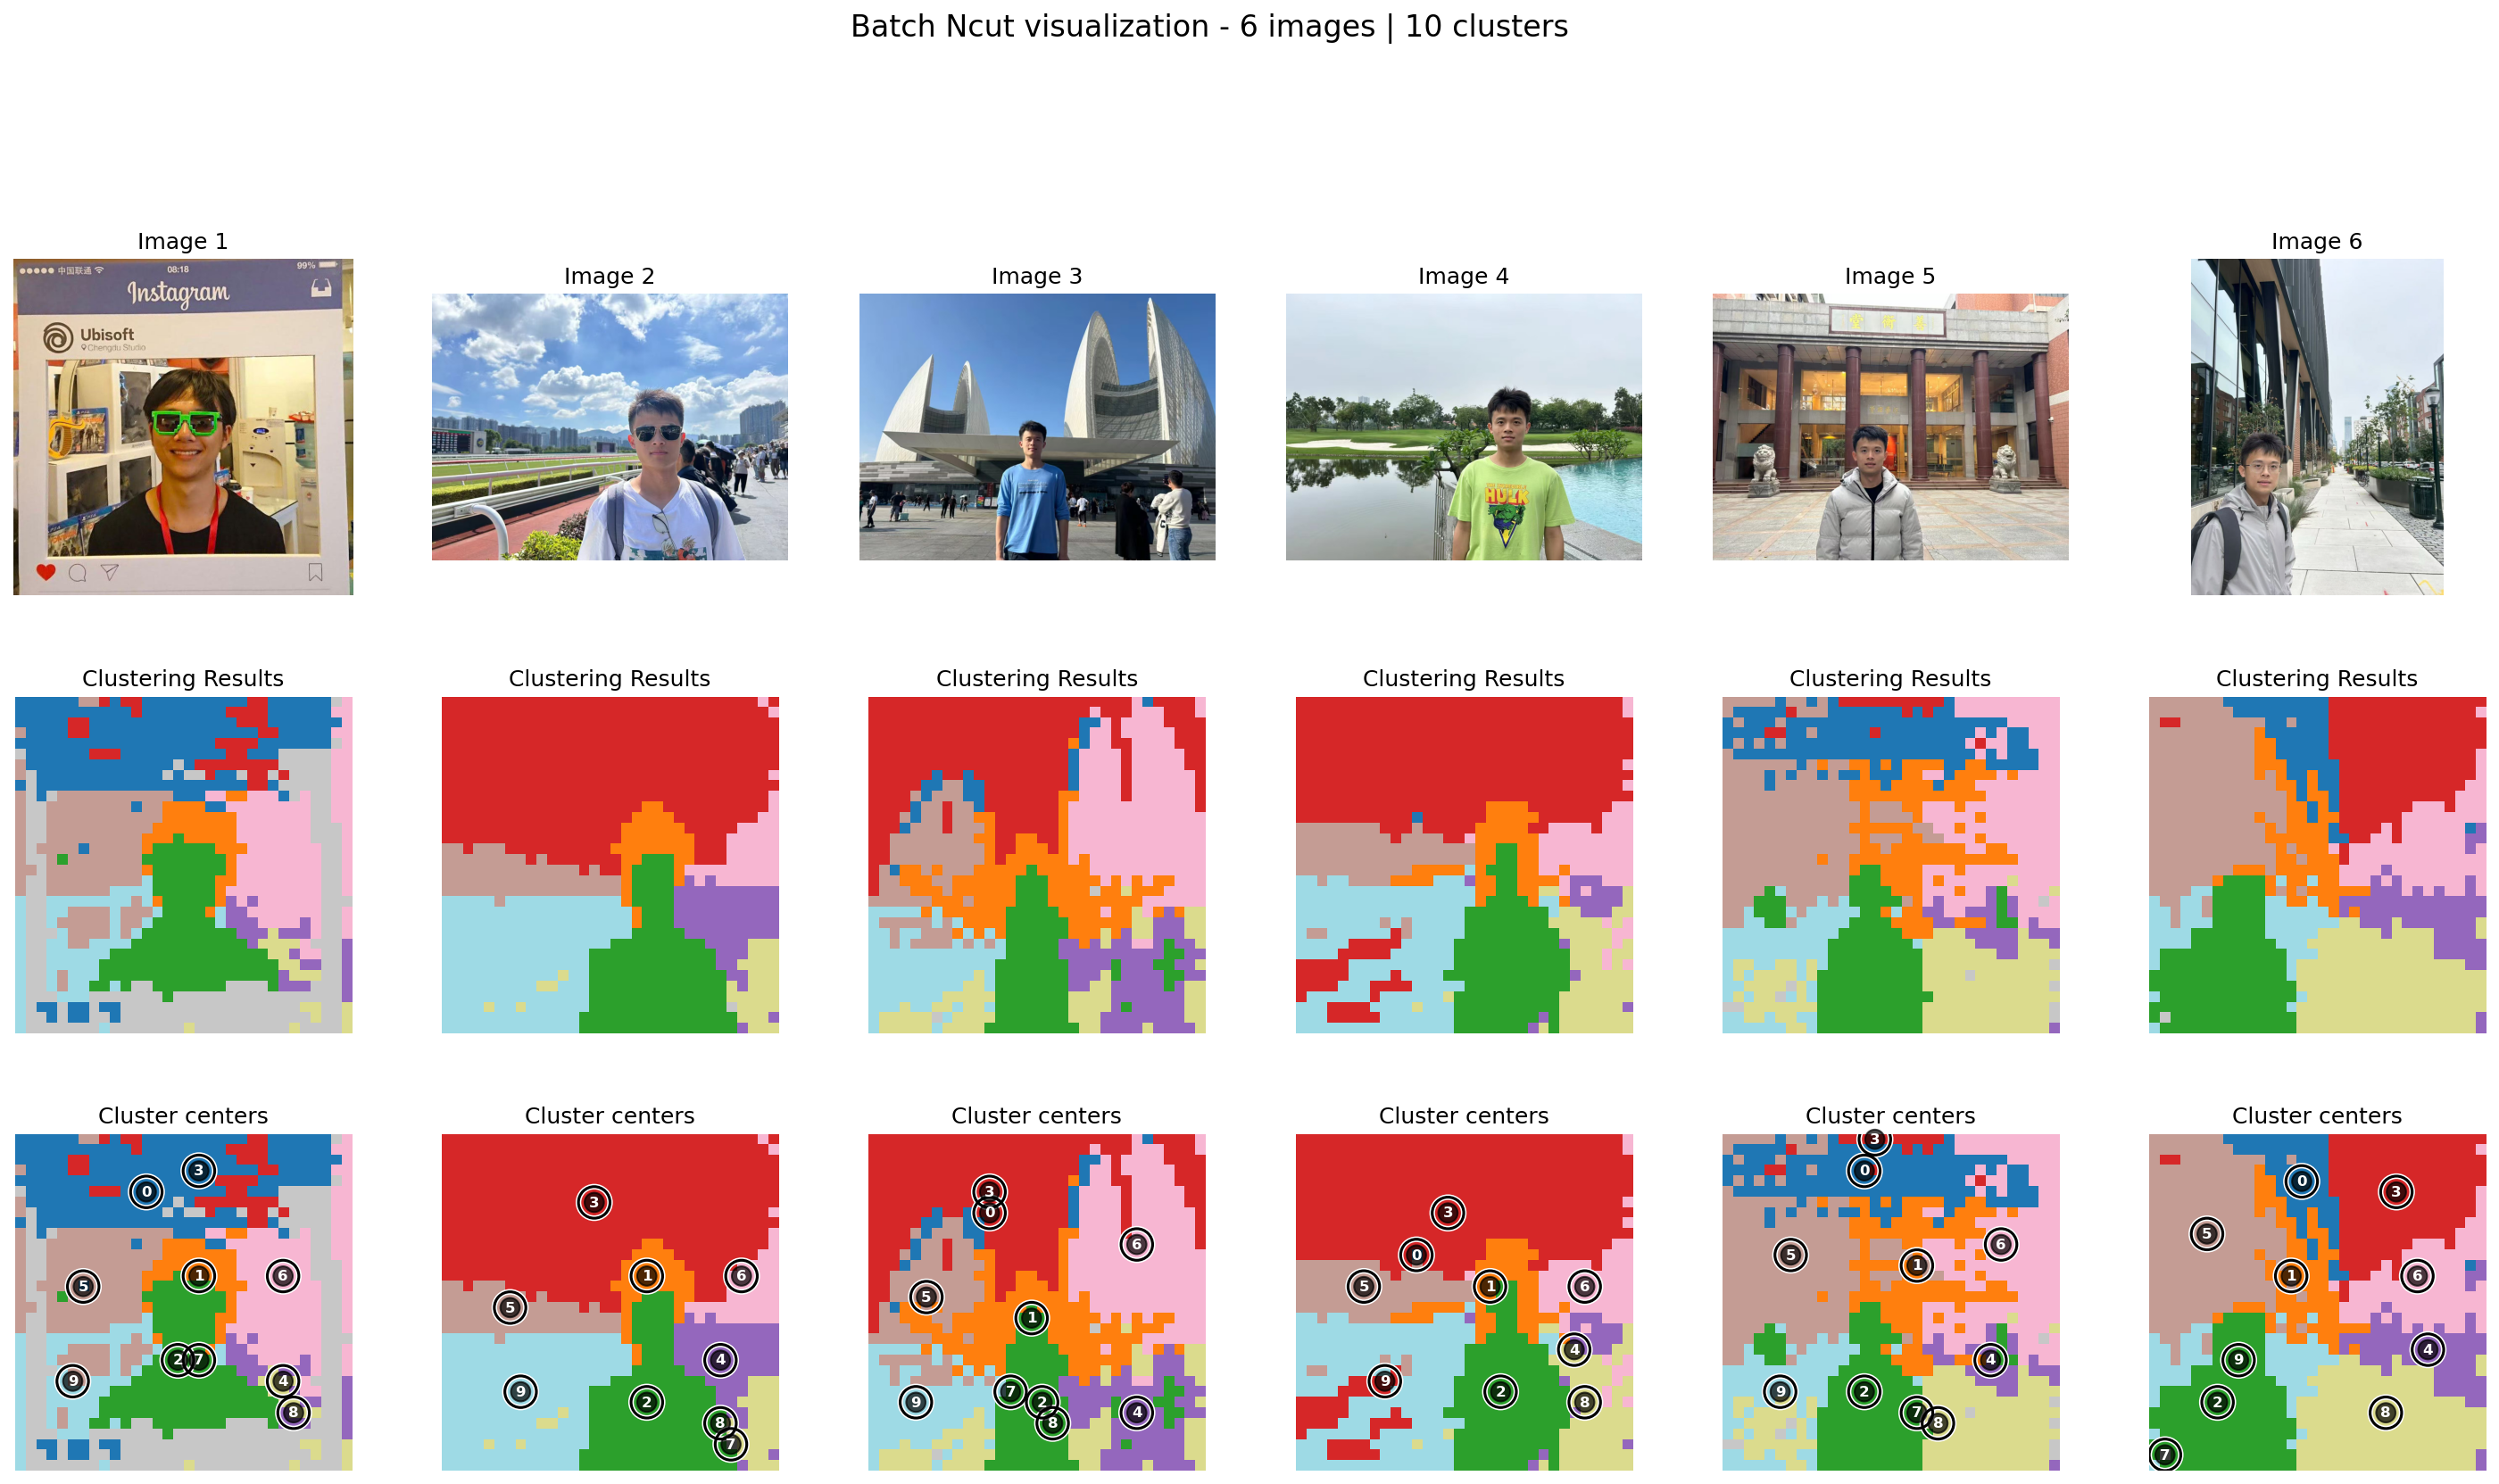 Batch Ncut visualization - 6 images | 10 clusters
Image 1
Image 2
Image 3
Image 4
Image 5
Image 6
中国联通
08:18
99%
Instagram
Ubisoft
Chengdu Studio
HULK
Clustering Results
Clustering Results
Clustering Results
Clustering Results
Clustering Results
Clustering Results
Cluster centers
Cluster centers
Cluster centers
Cluster centers
Cluster centers
Cluster centers
0 3 5 1 6 2 7 9 4 8
3 1 6 5 4 9 2 8 7
3 0 6 5 1 7 2 9 8 4
3 0 5 1 6 4 9 2 8
3 0 5 6 1 4 9 2 7 8
0 3 5 1 6 4 9 2 8 7